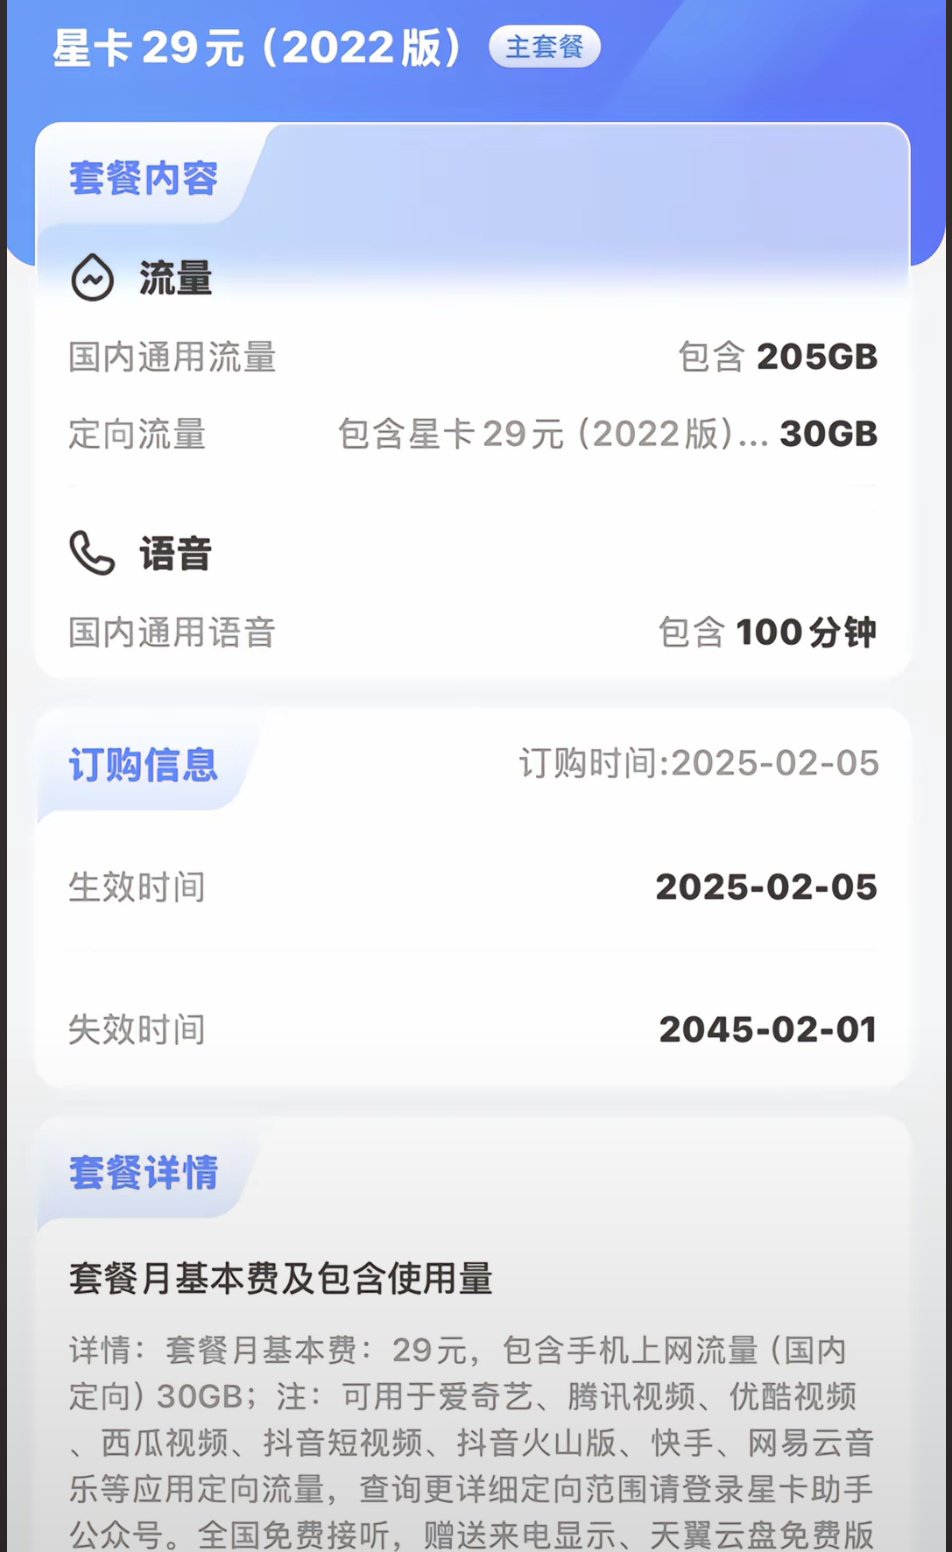 星卡29元（2022版） 主套餐
套餐内容
流量
国内通用流量 包含 205GB
定向流量 包含星卡29元（2022版）... 30GB
语音
国内通用语音 包含 100分钟
订购信息 订购时间:2025-02-05
生效时间 2025-02-05
失效时间 2045-02-01
套餐详情
套餐月基本费及包含使用量
详情：套餐月基本费：29元，包含手机上网流量（国内
定向）30GB；注：可用于爱奇艺、腾讯视频、优酷视频
、西瓜视频、抖音短视频、抖音火山版、快手、网易云音
乐等应用定向流量，查询更详细定向范围请登录星卡助手
公众号。全国免费接听，赠送来电显示、天翼云盘免费版